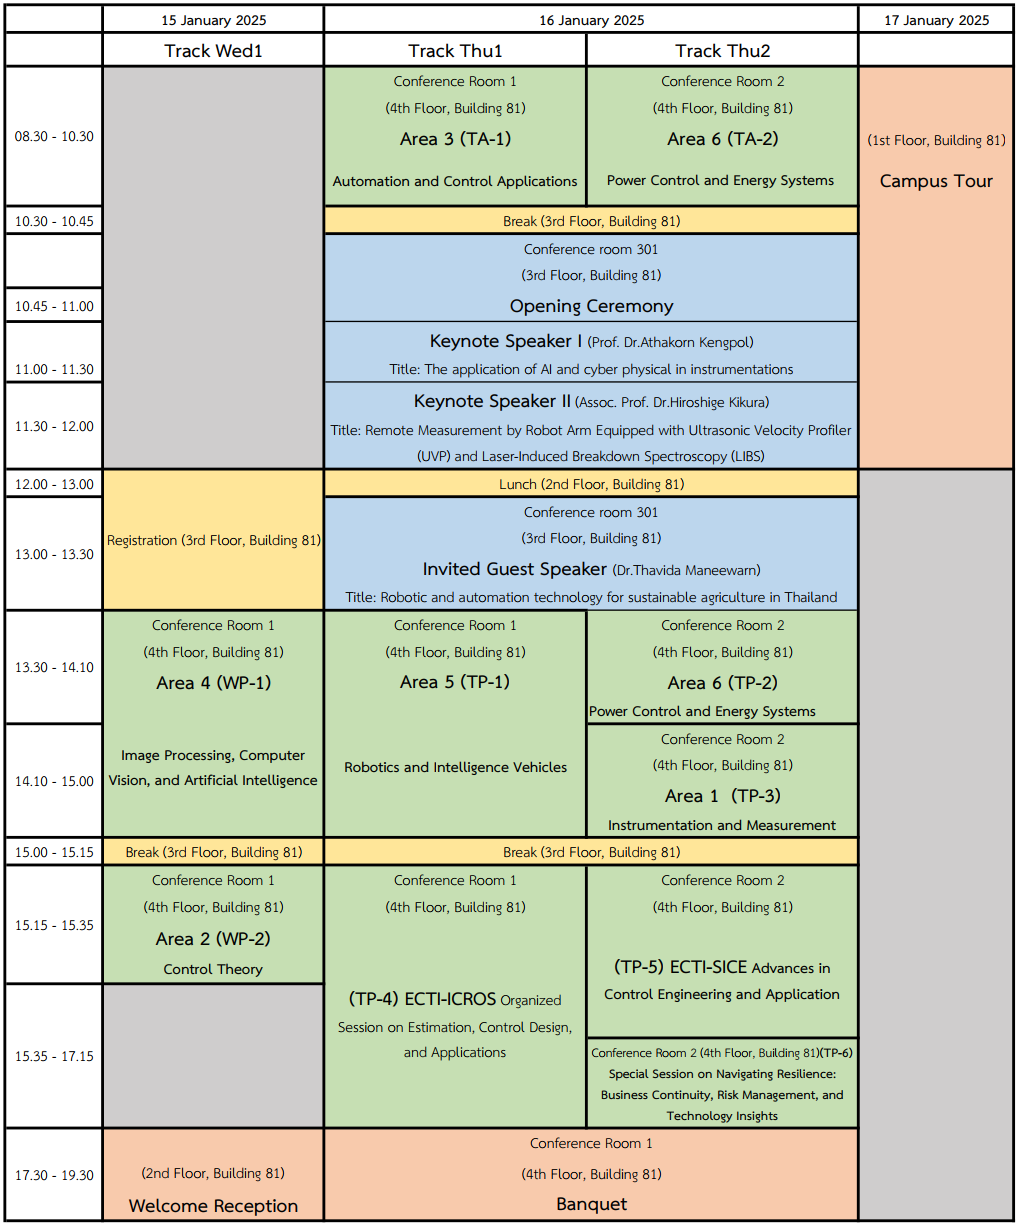 15 January 2025
16 January 2025
17 January 2025
Track Wed1
Track Thu1
Track Thu2
08.30 - 10.30
Conference Room 1
(4th Floor, Building 81)
Area 3 (TA-1)
Automation and Control Applications
Conference Room 2
(4th Floor, Building 81)
Area 6 (TA-2)
Power Control and Energy Systems
(1st Floor, Building 81)
Campus Tour
10.30 - 10.45
Break (3rd Floor, Building 81)
Conference room 301
(3rd Floor, Building 81)
10.45 - 11.00
Opening Ceremony
Keynote Speaker I (Prof. Dr.Athakorn Kengpol)
11.00 - 11.30
Title: The application of AI and cyber physical in instrumentations
Keynote Speaker II (Assoc. Prof. Dr.Hiroshige Kikura)
11.30 - 12.00
Title: Remote Measurement by Robot Arm Equipped with Ultrasonic Velocity Profiler
(UVP) and Laser-Induced Breakdown Spectroscopy (LIBS)
12.00 - 13.00
Registration (3rd Floor, Building 81)
Lunch (2nd Floor, Building 81)
13.00 - 13.30
Conference room 301
(3rd Floor, Building 81)
Invited Guest Speaker (Dr.Thavida Maneewarn)
Title: Robotic and automation technology for sustainable agriculture in Thailand
13.30 - 14.10
Conference Room 1
(4th Floor, Building 81)
Area 4 (WP-1)
Image Processing, Computer
Vision, and Artificial Intelligence
Conference Room 1
(4th Floor, Building 81)
Area 5 (TP-1)
Robotics and Intelligence Vehicles
Conference Room 2
(4th Floor, Building 81)
Area 6 (TP-2)
Power Control and Energy Systems
14.10 - 15.00
Conference Room 2
(4th Floor, Building 81)
Area 1 (TP-3)
Instrumentation and Measurement
15.00 - 15.15
Break (3rd Floor, Building 81)
Break (3rd Floor, Building 81)
15.15 - 15.35
Conference Room 1
(4th Floor, Building 81)
Area 2 (WP-2)
Control Theory
Conference Room 1
(4th Floor, Building 81)
(TP-4) ECTI-ICROS Organized
Session on Estimation, Control Design,
and Applications
Conference Room 2
(4th Floor, Building 81)
(TP-5) ECTI-SICE Advances in
Control Engineering and Application
15.35 - 17.15
Conference Room 2 (4th Floor, Building 81)(TP-6)
Special Session on Navigating Resilience:
Business Continuity, Risk Management, and
Technology Insights
17.30 - 19.30
(2nd Floor, Building 81)
Welcome Reception
Conference Room 1
(4th Floor, Building 81)
Banquet